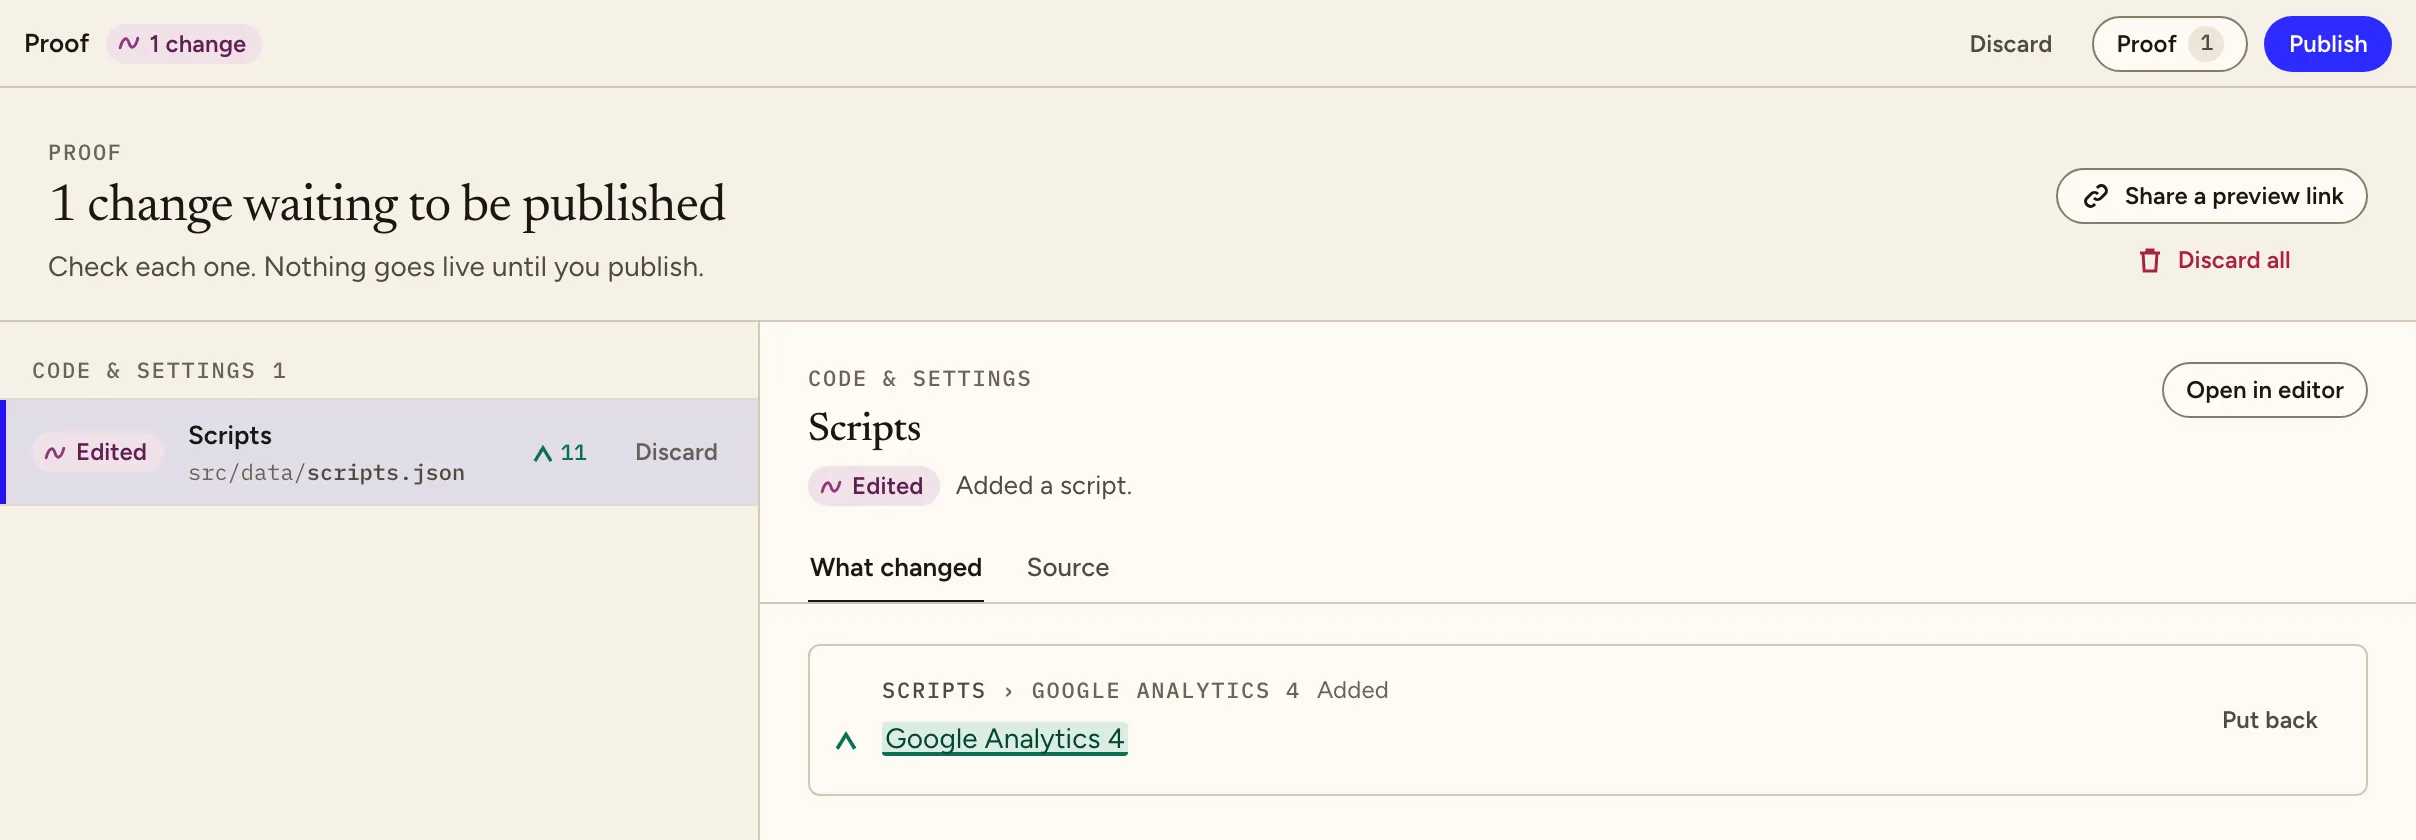 Proof 1 change Discard Proof 1 Publish
PROOF
1 change waiting to be published
Check each one. Nothing goes live until you publish.
Share a preview link
Discard all
CODE & SETTINGS 1
Edited Scripts 11 Discard
src/data/scripts.json
CODE & SETTINGS
Scripts
Open in editor
Edited Added a script.
What changed Source
SCRIPTS › GOOGLE ANALYTICS 4 Added
Google Analytics 4
Put back